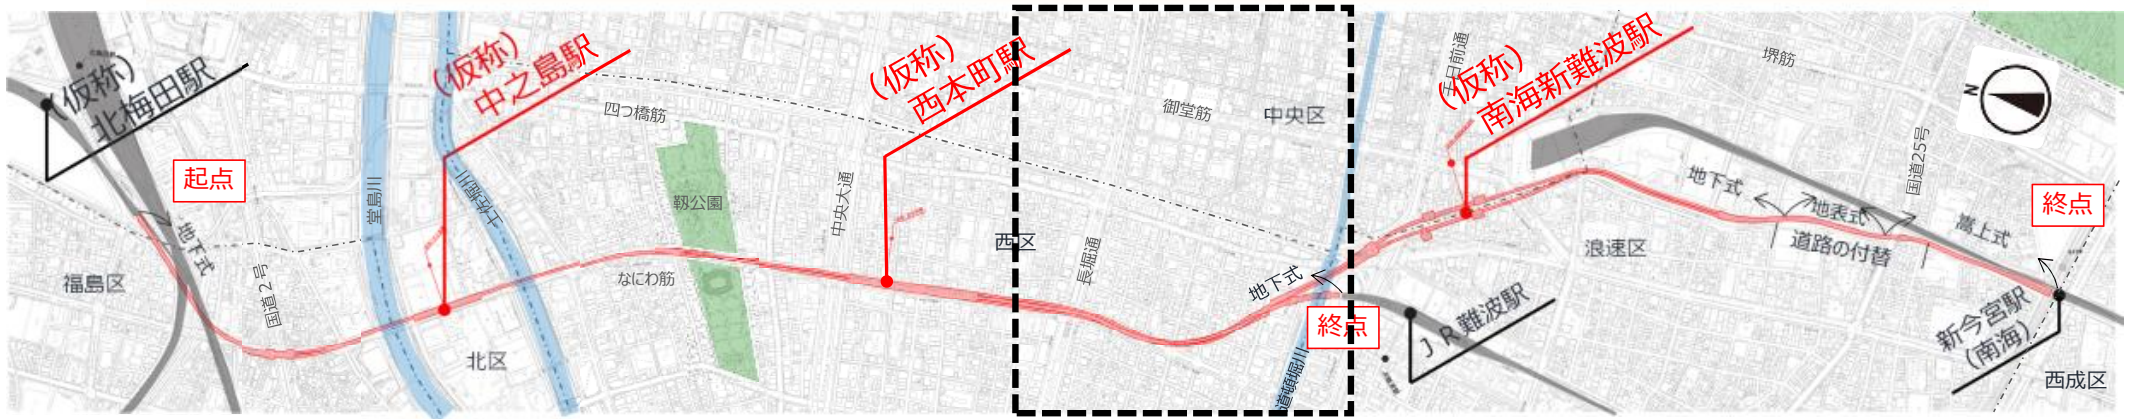 (仮称)
北梅田駅
起点
地下式
福島区
国道2号
堂島川
(仮称)
中之島駅
土佐堀川
北区
四つ橋筋
なにわ筋
靱公園
中央大通
(仮称)
西本町駅
西区
長堀通
御堂筋
中央区
地下式
終点
道頓堀川
JR難波駅
千日前通
(仮称)
南海新難波駅
堺筋
N
国道25号
地下式
地表式
嵩上式
道路の付替
浪速区
終点
新今宮駅
(南海)
西成区